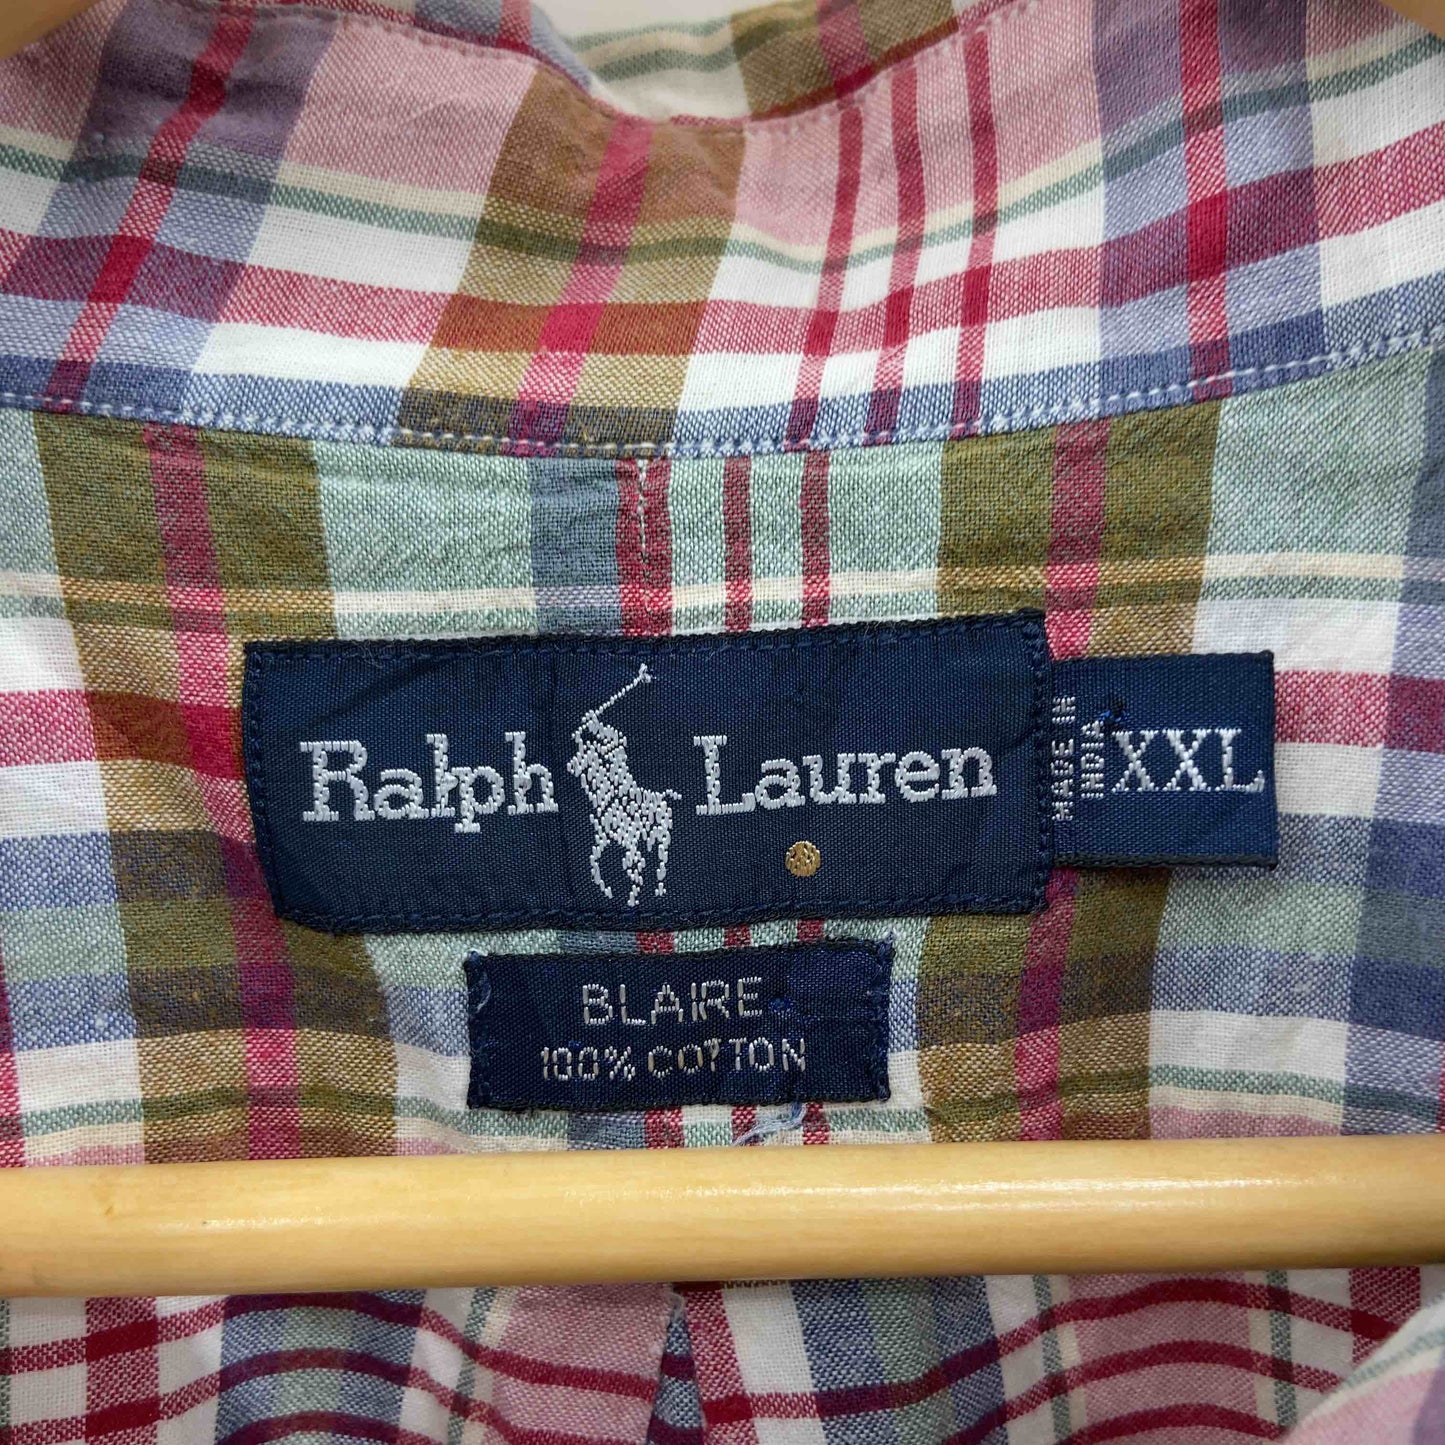 Ralph Lauren
MADE IN
INDIA
XXL
BLAIRE
100% COTTON